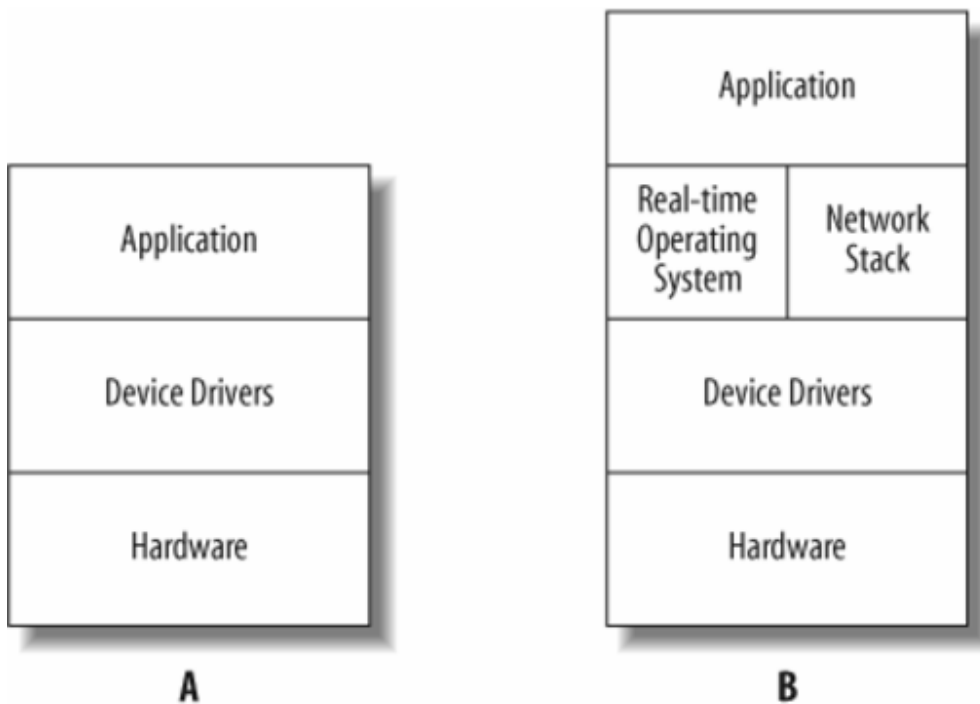 Application
Device Drivers
Hardware
A
Application
Real-time
Operating
System
Network
Stack
Device Drivers
Hardware
B